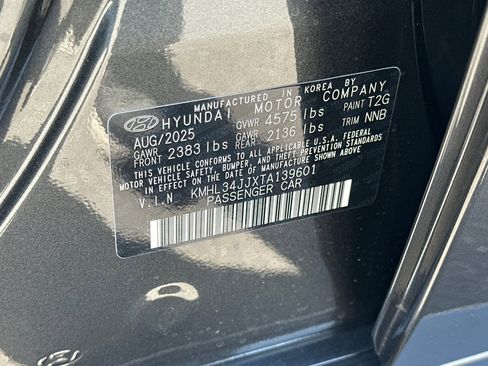 MANUFACTURED IN KOREA BY
HYUNDAI MOTOR COMPANY
AUG/2025 GVWR 4575 lbs PAINT T2G
GAWR FRONT 2383 lbs GAWR REAR 2136 lbs TRIM NNB
THIS VEHICLE CONFORMS TO ALL APPLICABLE U.S.A. FEDERAL
MOTOR VEHICLE SAFETY, BUMPER, AND THEFT PREVENTION STANDARDS
IN EFFECT ON THE DATE OF MANUFACTURE SHOWN ABOVE.
V.I.N KMHL34JJXTA139601
PASSENGER CAR